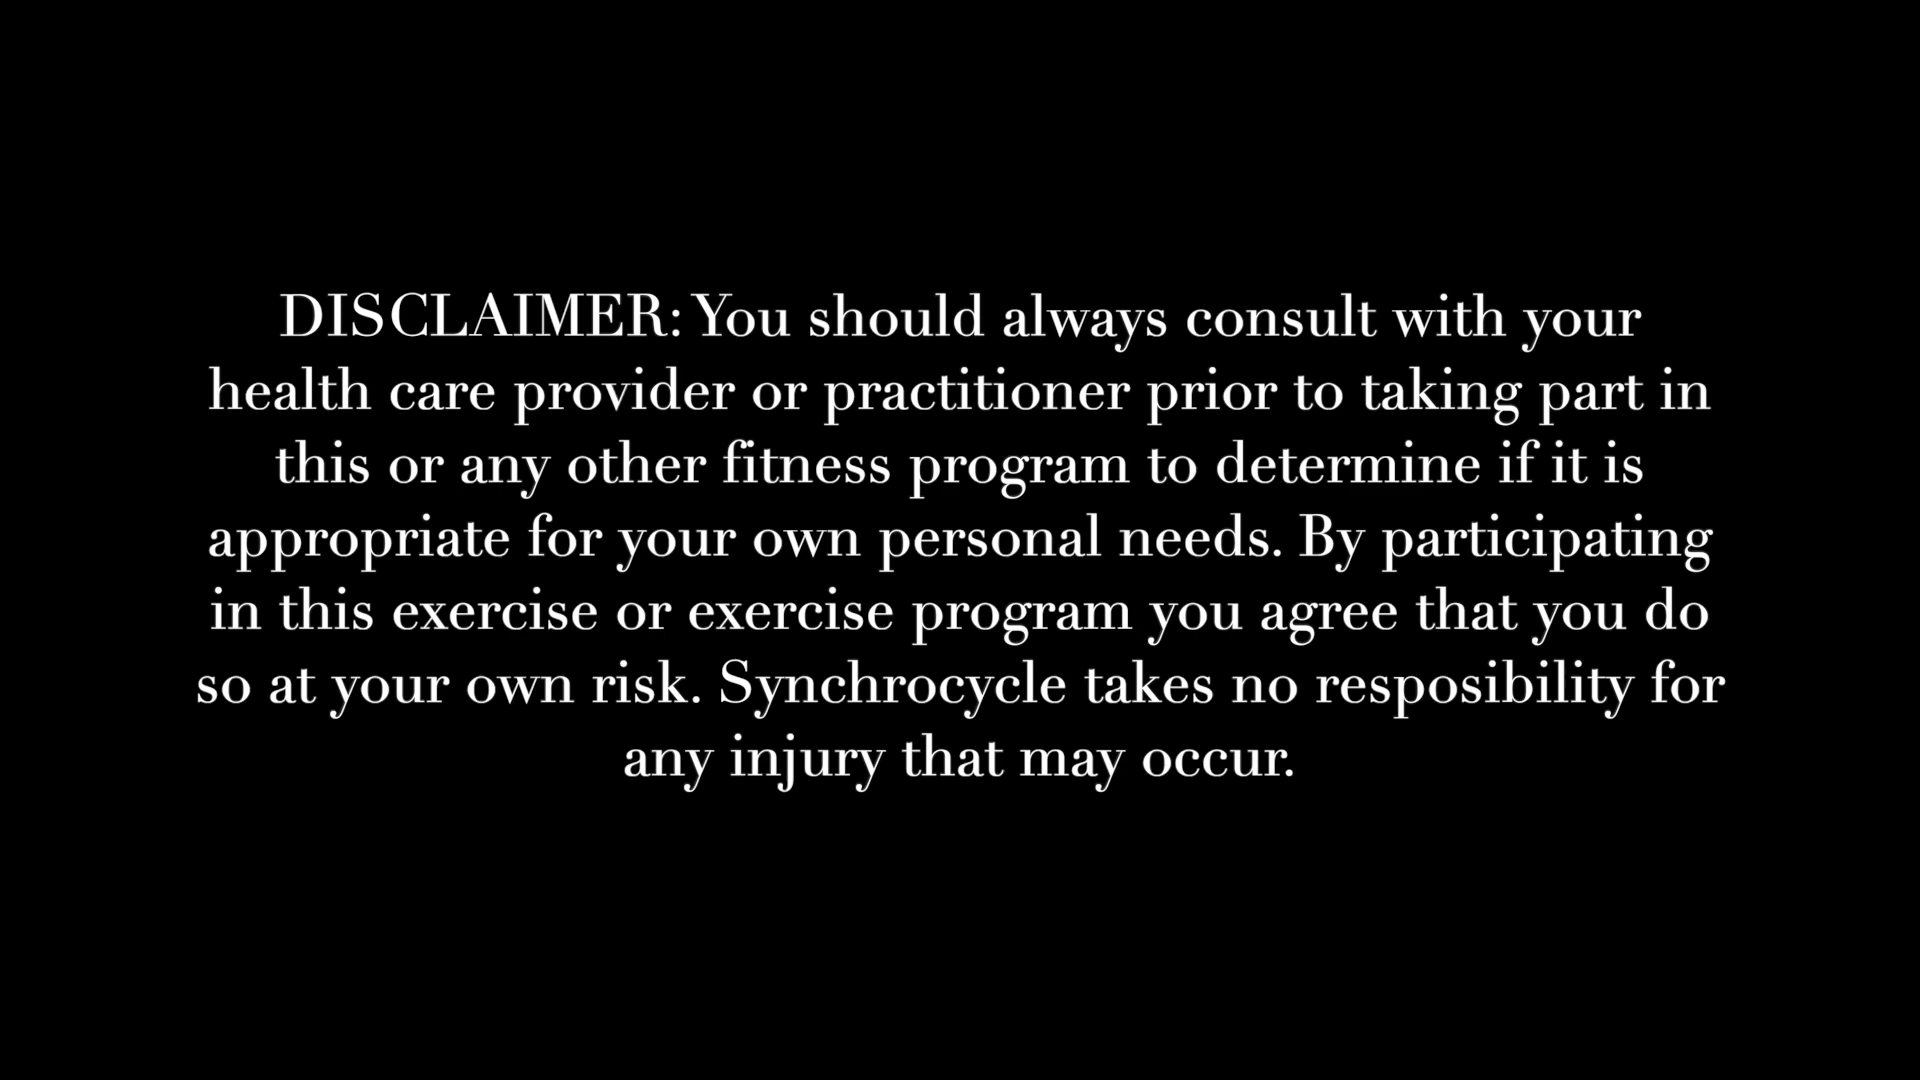 DISCLAIMER: You should always consult with your
health care provider or practitioner prior to taking part in
this or any other fitness program to determine if it is
appropriate for your own personal needs. By participating
in this exercise or exercise program you agree that you do
so at your own risk. Synchrocycle takes no resposibility for
any injury that may occur.